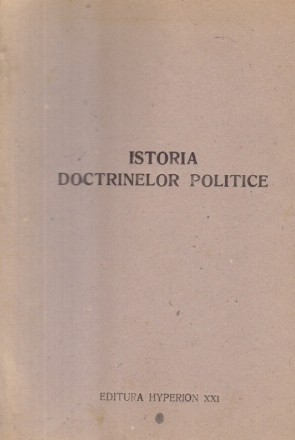 ISTORIA
DOCTRINELOR POLITICE
EDITURA HYPERION XXI